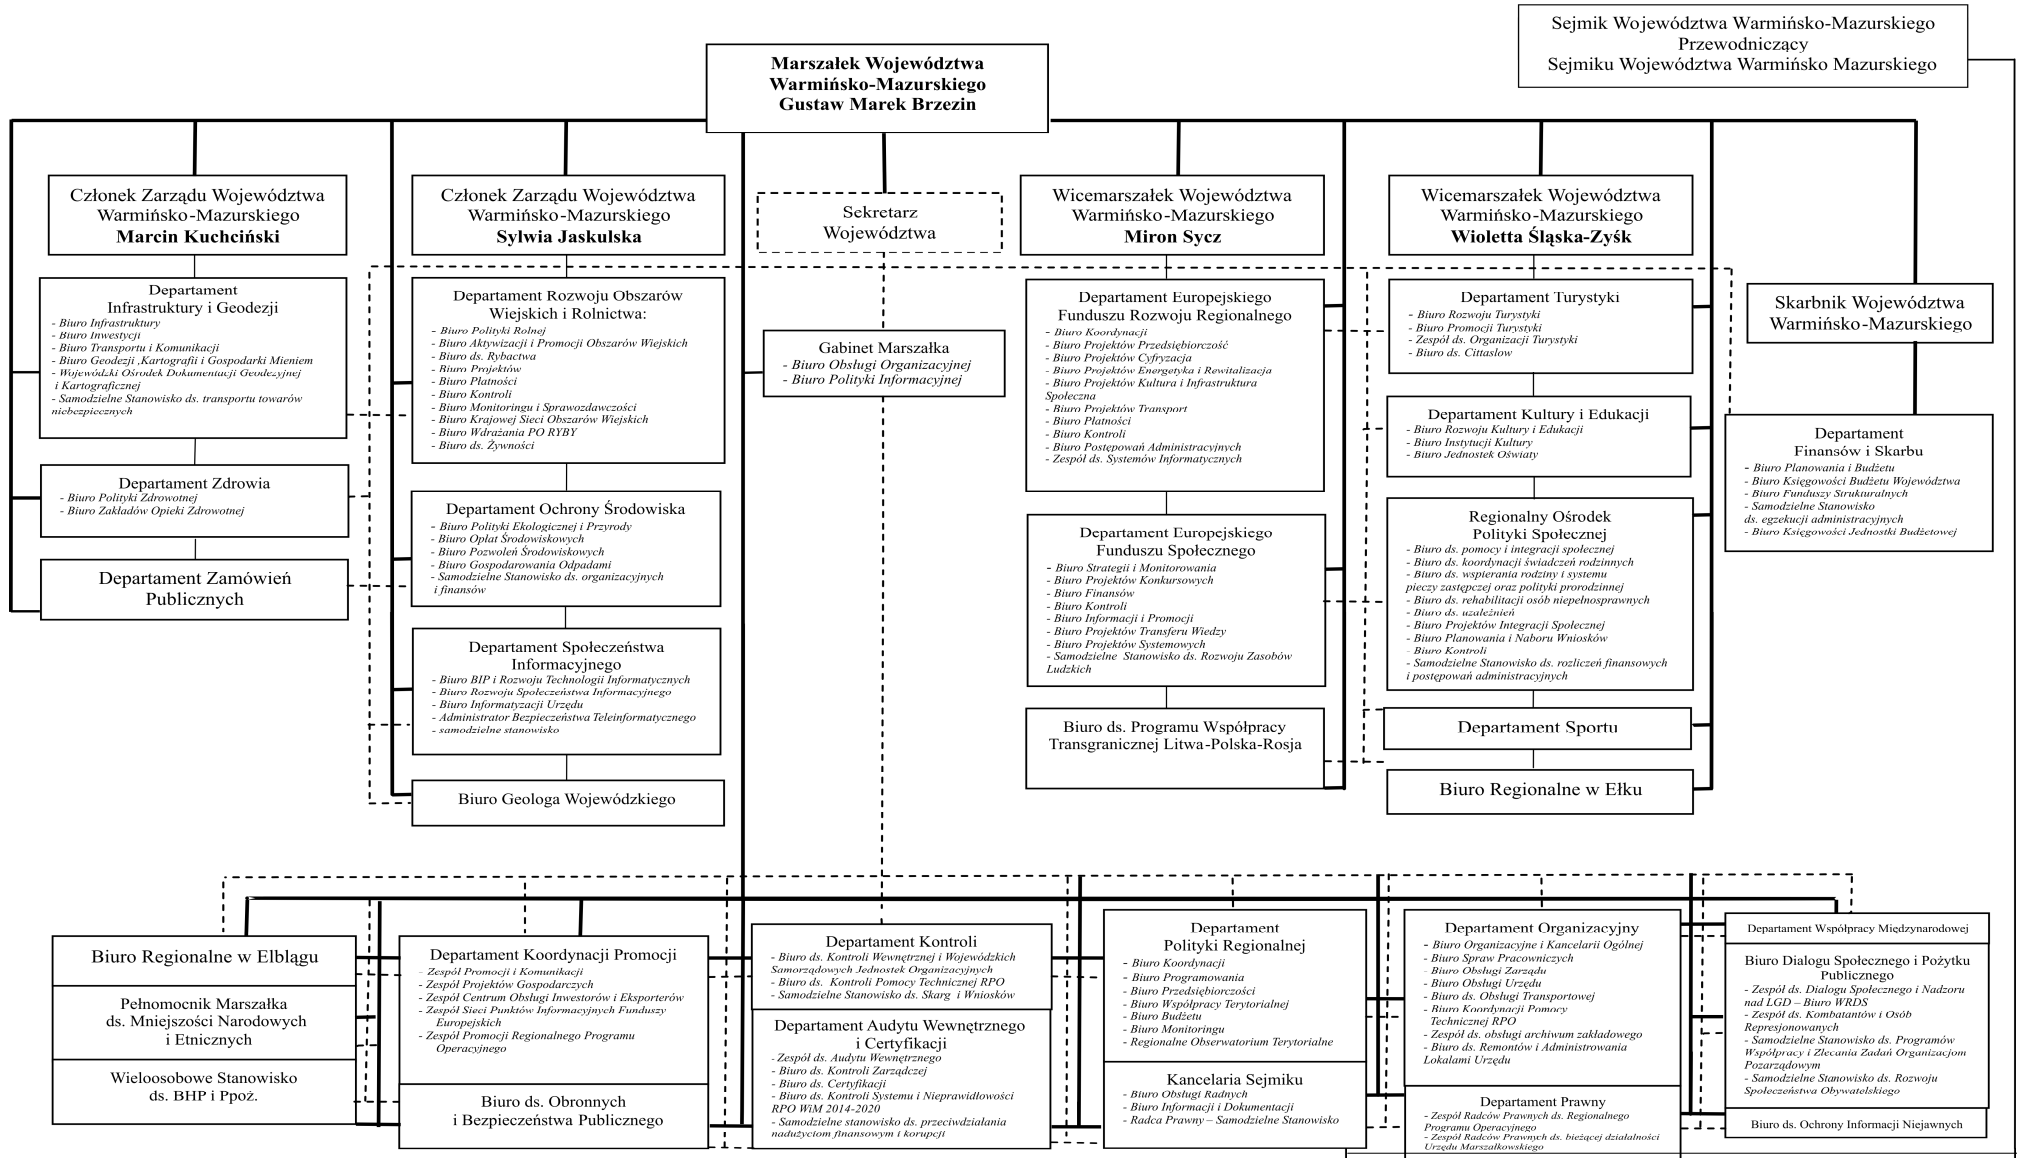 Sejmik Województwa Warmińsko-Mazurskiego
Przewodniczący
Sejmiku Województwa Warmińsko Mazurskiego
Marszałek Województwa
Warmińsko-Mazurskiego
Gustaw Marek Brzezin
Członek Zarządu Województwa
Warmińsko-Mazurskiego
Marcin Kuchciński
Członek Zarządu Województwa
Warmińsko-Mazurskiego
Sylwia Jaskulska
Sekretarz
Województwa
Wicemarszałek Województwa
Warmińsko-Mazurskiego
Miron Sycz
Wicemarszałek Województwa
Warmińsko-Mazurskiego
Wioletta Śląska-Zyśk
Skarbnik Województwa
Warmińsko-Mazurskiego
Departament
Infrastruktury i Geodezji
- Biuro Infrastruktury
- Biuro Inwestycji
- Biuro Transportu i Komunikacji
- Biuro Geodezji ,Kartografii i Gospodarki Mieniem
- Wojewódzki Ośrodek Dokumentacji Geodezyjnej
i Kartograficznej
- Samodzielne Stanowisko ds. transportu towarów
niebezpiecznych
Departament Zdrowia
- Biuro Polityki Zdrowotnej
- Biuro Zakładów Opieki Zdrowotnej
Departament Zamówień
Publicznych
Departament Rozwoju Obszarów
Wiejskich i Rolnictwa:
- Biuro Polityki Rolnej
- Biuro Aktywizacji i Promocji Obszarów Wiejskich
- Biuro ds. Rybactwa
- Biuro Projektów
- Biuro Płatności
- Biuro Kontroli
- Biuro Monitoringu i Sprawozdawczości
- Biuro Krajowej Sieci Obszarów Wiejskich
- Biuro Wdrażania PO RYBY
- Biuro ds. Żywności
Departament Ochrony Środowiska
- Biuro Polityki Ekologicznej i Przyrody
- Biuro Opłat Środowiskowych
- Biuro Pozwoleń Środowiskowych
- Biuro Gospodarowania Odpadami
- Samodzielne Stanowisko ds. organizacyjnych
i finansów
Departament Społeczeństwa
Informacyjnego
- Biuro BIP i Rozwoju Technologii Informatycznych
- Biuro Rozwoju Społeczeństwa Informacyjnego
- Biuro Informatyzacji Urzędu
- Administrator Bezpieczeństwa Teleinformatycznego
- samodzielne stanowisko
Biuro Geologa Wojewódzkiego
Gabinet Marszałka
- Biuro Obsługi Organizacyjnej
- Biuro Polityki Informacyjnej
Departament Europejskiego
Funduszu Rozwoju Regionalnego
- Biuro Koordynacji
- Biuro Projektów Przedsiębiorczość
- Biuro Projektów Cyfryzacja
- Biuro Projektów Energetyka i Rewitalizacja
- Biuro Projektów Kultura i Infrastruktura
Społeczna
- Biuro Projektów Transport
- Biuro Płatności
- Biuro Kontroli
- Biuro Postępowań Administracyjnych
- Zespół ds. Systemów Informatycznych
Departament Europejskiego
Funduszu Społecznego
- Biuro Strategii i Monitorowania
- Biuro Projektów Konkursowych
- Biuro Finansów
- Biuro Kontroli
- Biuro Informacji i Promocji
- Biuro Projektów Transferu Wiedzy
- Biuro Projektów Systemowych
- Samodzielne Stanowisko ds. Rozwoju Zasobów
Ludzkich
Biuro ds. Programu Współpracy
Transgranicznej Litwa-Polska-Rosja
Departament Turystyki
- Biuro Rozwoju Turystyki
- Biuro Promocji Turystyki
- Zespół ds. Organizacji Turystyki
- Biuro ds. Cittaslow
Departament Kultury i Edukacji
- Biuro Rozwoju Kultury i Edukacji
- Biuro Instytucji Kultury
- Biuro Jednostek Oświaty
Regionalny Ośrodek
Polityki Społecznej
- Biuro ds. pomocy i integracji społecznej
- Biuro ds. koordynacji świadczeń rodzinnych
- Biuro ds. wspierania rodziny i systemu
pieczy zastępczej oraz polityki prorodzinnej
- Biuro ds. rehabilitacji osób niepełnosprawnych
- Biuro ds. uzależnień
- Biuro Projektów Integracji Społecznej
- Biuro Planowania i Naboru Wniosków
- Biuro Kontroli
- Samodzielne Stanowisko ds. rozliczeń finansowych
i postępowań administracyjnych
Departament Sportu
Biuro Regionalne w Ełku
Departament
Finansów i Skarbu
- Biuro Planowania i Budżetu
- Biuro Księgowości Budżetu Województwa
- Biuro Funduszy Strukturalnych
- Samodzielne Stanowisko
ds. egzekucji administracyjnych
- Biuro Księgowości Jednostki Budżetowej
Biuro Regionalne w Elblągu
Pełnomocnik Marszałka
ds. Mniejszości Narodowych
i Etnicznych
Wieloosobowe Stanowisko
ds. BHP i Ppoż.
Departament Koordynacji Promocji
- Zespół Promocji i Komunikacji
- Zespół Projektów Gospodarczych
- Zespół Centrum Obsługi Inwestorów i Eksporterów
- Zespół Sieci Punktów Informacyjnych Funduszy
Europejskich
- Zespół Promocji Regionalnego Programu
Operacyjnego
Biuro ds. Obronnych
i Bezpieczeństwa Publicznego
Departament Kontroli
- Biuro ds. Kontroli Wewnętrznej i Wojewódzkich
Samorządowych Jednostek Organizacyjnych
- Biuro ds. Kontroli Pomocy Technicznej RPO
- Samodzielne Stanowisko ds. Skarg i Wniosków
Departament Audytu Wewnętrznego
i Certyfikacji
- Zespół ds. Audytu Wewnętrznego
- Biuro ds. Kontroli Zarządczej
- Biuro ds. Certyfikacji
- Biuro ds. Kontroli Systemu i Nieprawidłowości
RPO WiM 2014-2020
- Samodzielne stanowisko ds. przeciwdziałania
nadużyciom finansowym i korupcji
Departament
Polityki Regionalnej
- Biuro Koordynacji
- Biuro Programowania
- Biuro Przedsiębiorczości
- Biuro Współpracy Terytorialnej
- Biuro Budżetu
- Biuro Monitoringu
- Regionalne Obserwatorium Terytorialne
Kancelaria Sejmiku
- Biuro Obsługi Radnych
- Biuro Informacji i Dokumentacji
- Radca Prawny – Samodzielne Stanowisko
Departament Organizacyjny
- Biuro Organizacyjne i Kancelarii Ogólnej
- Biuro Spraw Pracowniczych
- Biuro Obsługi Zarządu
- Biuro Obsługi Urzędu
- Biuro ds. Obsługi Transportowej
- Biuro Koordynacji Pomocy
Technicznej RPO
- Zespół ds. obsługi archiwum zakładowego
- Biuro ds. Remontów i Administrowania
Lokalami Urzędu
Departament Prawny
- Zespół Radców Prawnych ds. Regionalnego
Programu Operacyjnego
- Zespół Radców Prawnych ds. bieżącej działalności
Urzędu Marszałkowskiego
Departament Współpracy Międzynarodowej
Biuro Dialogu Społecznego i Pożytku
Publicznego
- Zespół ds. Dialogu Społecznego i Nadzoru
nad LGD – Biuro WRDS
- Zespół ds. Kombatantów i Osób
Represjonowanych
- Samodzielne Stanowisko ds. Programów
Współpracy i Zlecania Zadań Organizacjom
Pozarządowym
- Samodzielne Stanowisko ds. Rozwoju
Społeczeństwa Obywatelskiego
Biuro ds. Ochrony Informacji Niejawnych